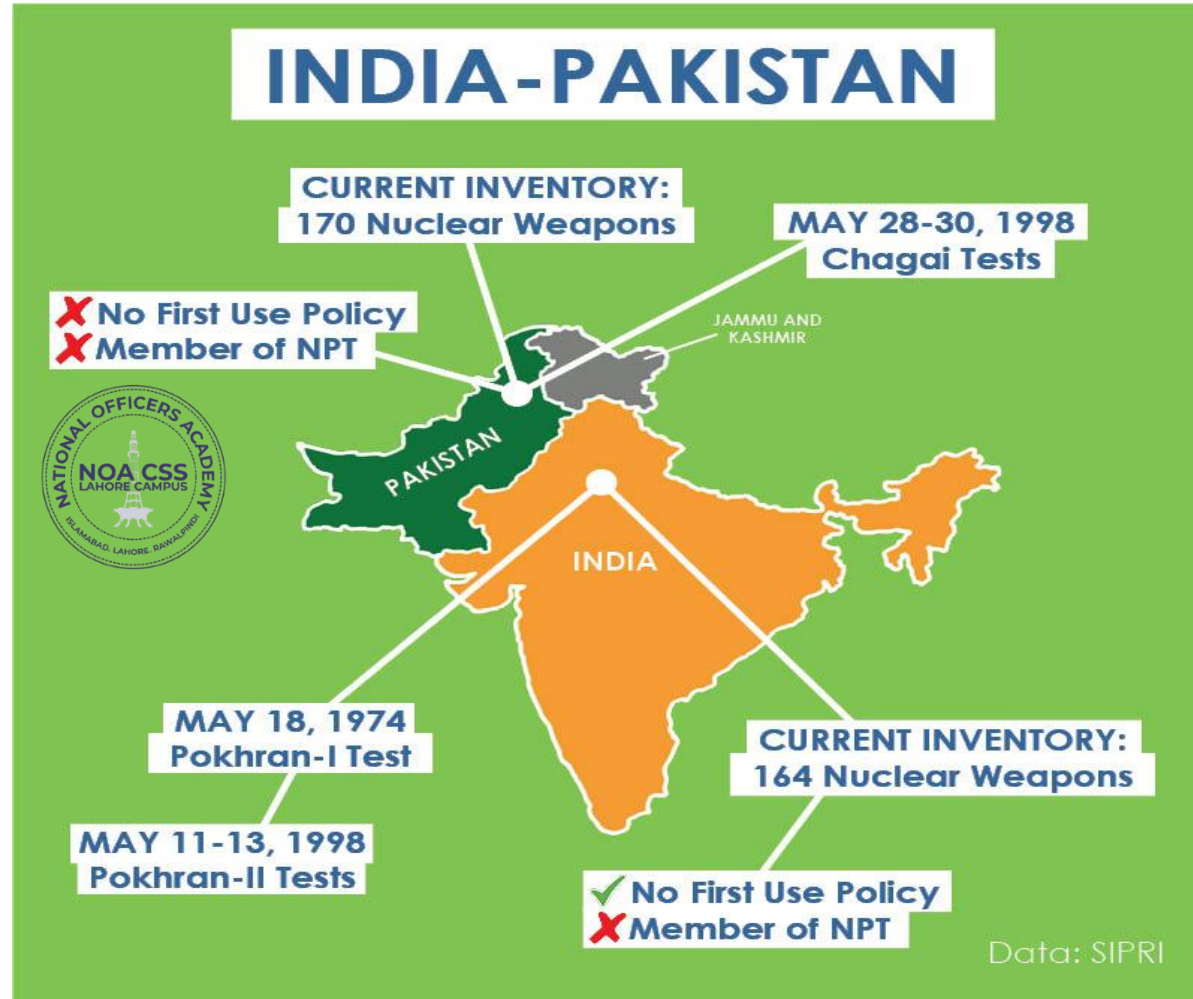 INDIA-PAKISTAN
CURRENT INVENTORY:
170 Nuclear Weapons
MAY 28-30, 1998
Chagai Tests
No First Use Policy
Member of NPT
JAMMU AND
KASHMIR
NATIONAL OFFICERS ACADEMY
NOA CSS
LAHORE CAMPUS
ISLAMABAD, LAHORE, RAWALPINDI
PAKISTAN
INDIA
MAY 18, 1974
Pokhran-I Test
CURRENT INVENTORY:
164 Nuclear Weapons
MAY 11-13, 1998
Pokhran-II Tests
No First Use Policy
Member of NPT
Data: SIPRI